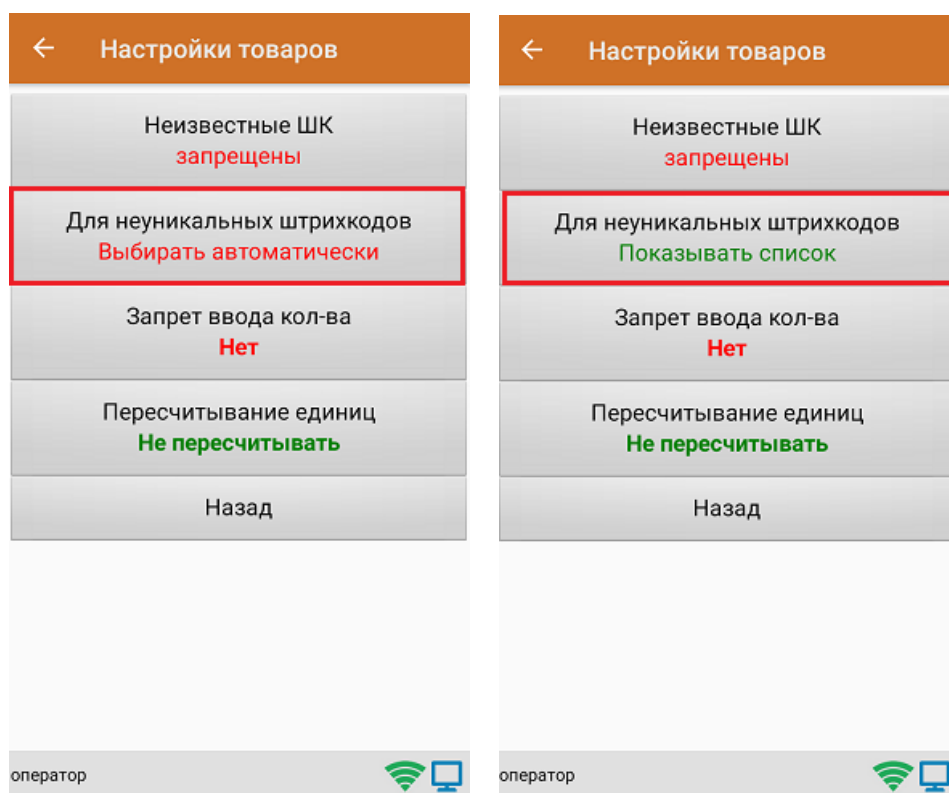 Настройки товаров
Неизвестные ШК
запрещены
Для неуникальных штрихкодов
Выбирать автоматически
Запрет ввода кол-ва
Нет
Пересчитывание единиц
Не пересчитывать
Назад
оператор
Настройки товаров
Неизвестные ШК
запрещены
Для неуникальных штрихкодов
Показывать список
Запрет ввода кол-ва
Нет
Пересчитывание единиц
Не пересчитывать
Назад
оператор